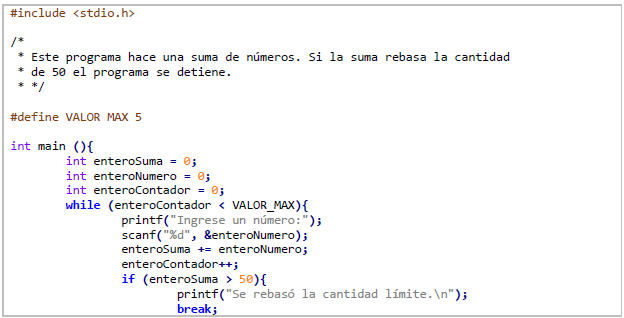 #include <stdio.h>
/*
* Este programa hace una suma de números. Si la suma rebasa la cantidad
* de 50 el programa se detiene.
* */
#define VALOR MAX 5
int main (){
int enteroSuma = 0;
int enteroNumero = 0;
int enteroContador = 0;
while (enteroContador < VALOR_MAX){
printf("Ingrese un número:");
scanf("%d", &enteroNumero);
enteroSuma += enteroNumero;
enteroContador++;
if (enteroSuma > 50){
printf("Se rebasó la cantidad límite.\n");
break;